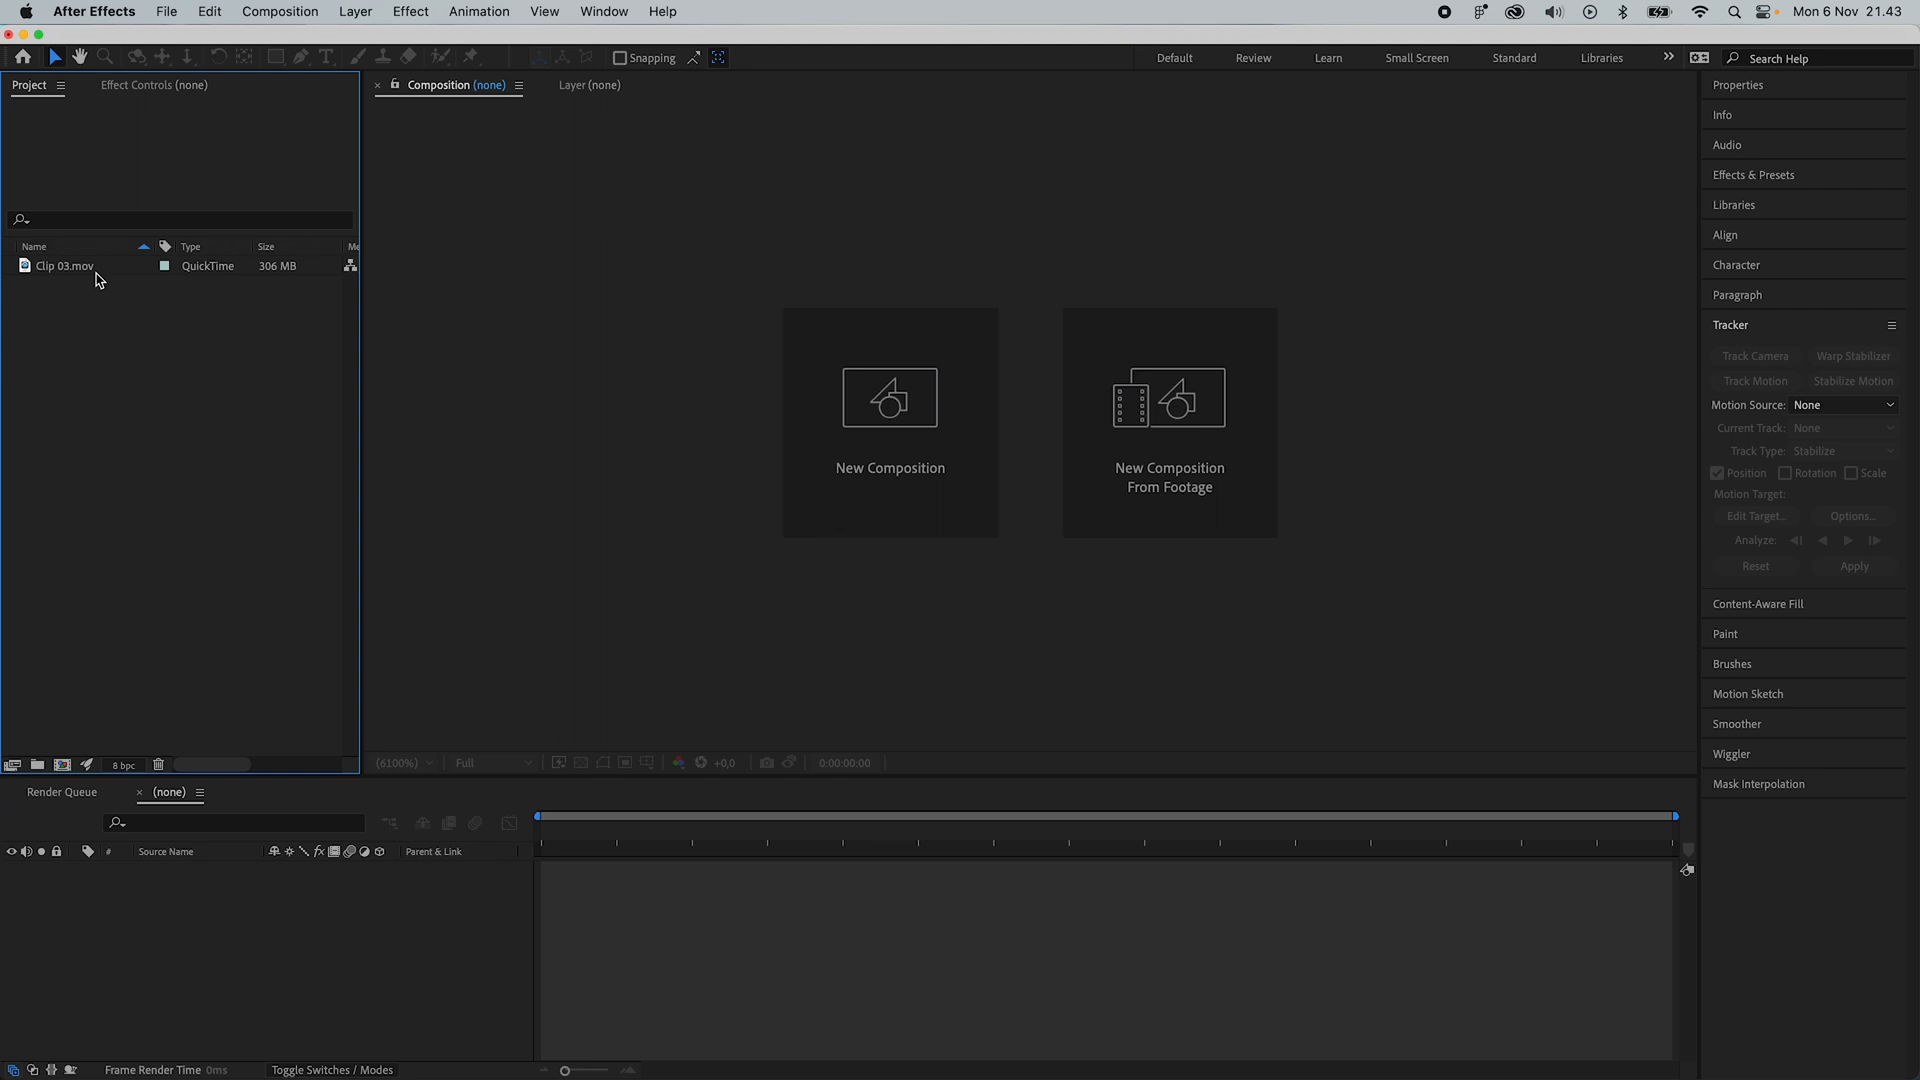 After Effects File Edit Composition Layer Effect Animation View Window Help Mon 6 Nov 21.43
Snapping Default Review Learn Small Screen Standard Libraries Search Help
Project Effect Controls (none)
Composition (none) Layer (none)
Name Type Size Me
Clip 03.mov QuickTime 306 MB
New Composition
New Composition
From Footage
Properties
Info
Audio
Effects & Presets
Libraries
Align
Character
Paragraph
Tracker
Track Camera Warp Stabilizer
Track Motion Stabilize Motion
Motion Source: None
Current Track: None
Track Type: Stabilize
Position Rotation Scale
Motion Target:
Edit Target... Options...
Analyze:
Reset Apply
Content-Aware Fill
Paint
Brushes
Motion Sketch
Smoother
Wiggler
Mask Interpolation
8 bpc
(6100%) Full +0,0 0:00:00:00
Render Queue (none)
# Source Name fx Parent & Link
Frame Render Time 0ms Toggle Switches / Modes